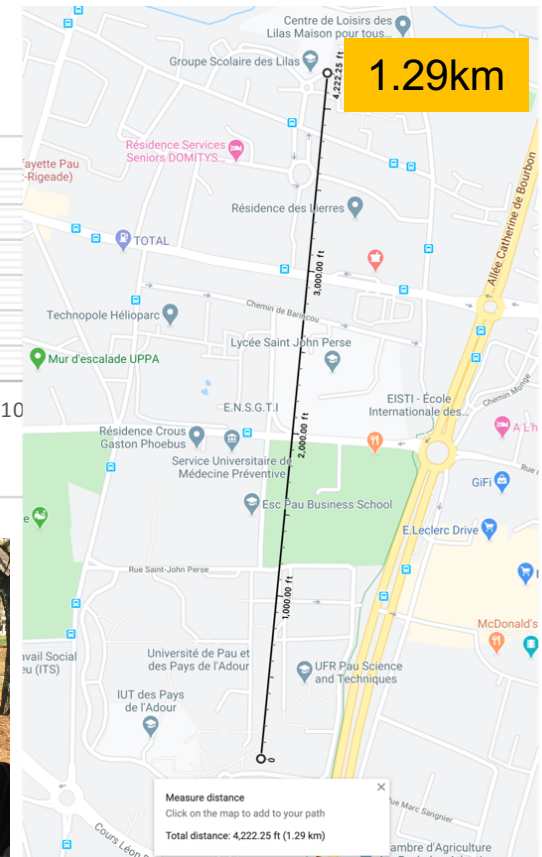 Centre de Loisirs des
Lilas Maison pour tous...
Groupe Scolaire des Lilas
1.29km
4,222.25 ft
Résidence Services
Seniors DOMITYS
fayette Pau
-Rigeade)
Résidence des Lierres
Allée Catherine de Bourbon
TOTAL
3,000.00 ft
Chemin de Barincou
Technopole Hélioparc
Lycée Saint John Perse
Mur d'escalade UPPA
Chemin Monge
10
E.N.S.G.T.I
EISTI - École
Internationale des...
Résidence Crous
Gaston Phoebus
2,000.00 ft
Service Universitaire de
Médecine Préventive
GiFi
Esc Pau Business School
E.Leclerc Drive
Rue Saint-John Perse
1,000.00 ft
McDonald's
avail Social
eu (ITS)
Université de Pau et
des Pays de l'Adour
UFR Pau Science
and Techniques
IUT des Pays
de l'Adour
0
Measure distance
Click on the map to add to your path
Total distance: 4,222.25 ft (1.29 km)
Rue Marc Sangnier
Cours Léon
ambre d'Agriculture